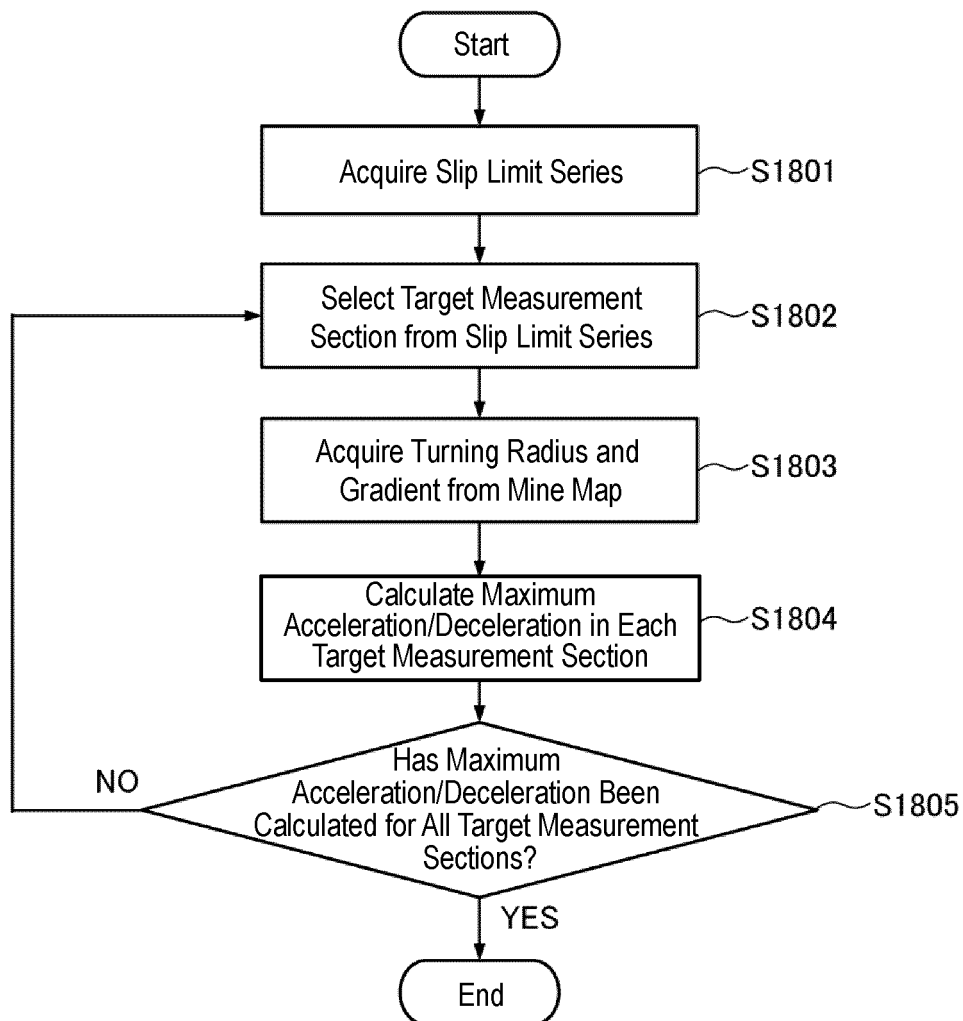 Start
Acquire Slip Limit Series
S1801
Select Target Measurement
Section from Slip Limit Series
S1802
Acquire Turning Radius and
Gradient from Mine Map
S1803
Calculate Maximum
Acceleration/Deceleration in Each
Target Measurement Section
S1804
Has Maximum
Acceleration/Deceleration Been
Calculated for All Target Measurement
Sections?
S1805
NO
YES
End